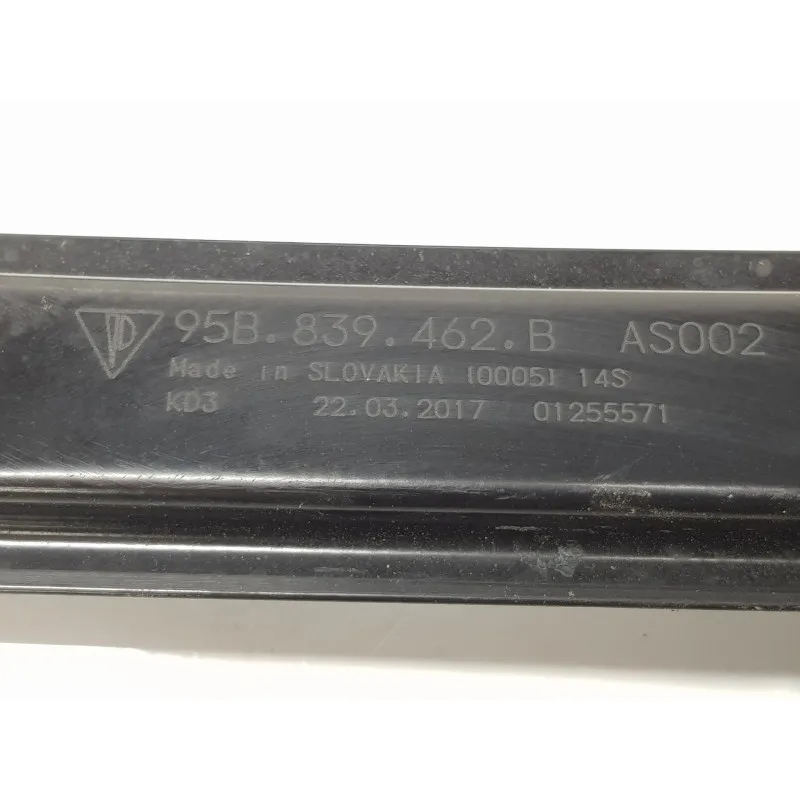 95B.839.462.B AS002
Made in SLOVAKIA (0005) 14S
KD3 22.03.2017 01255571